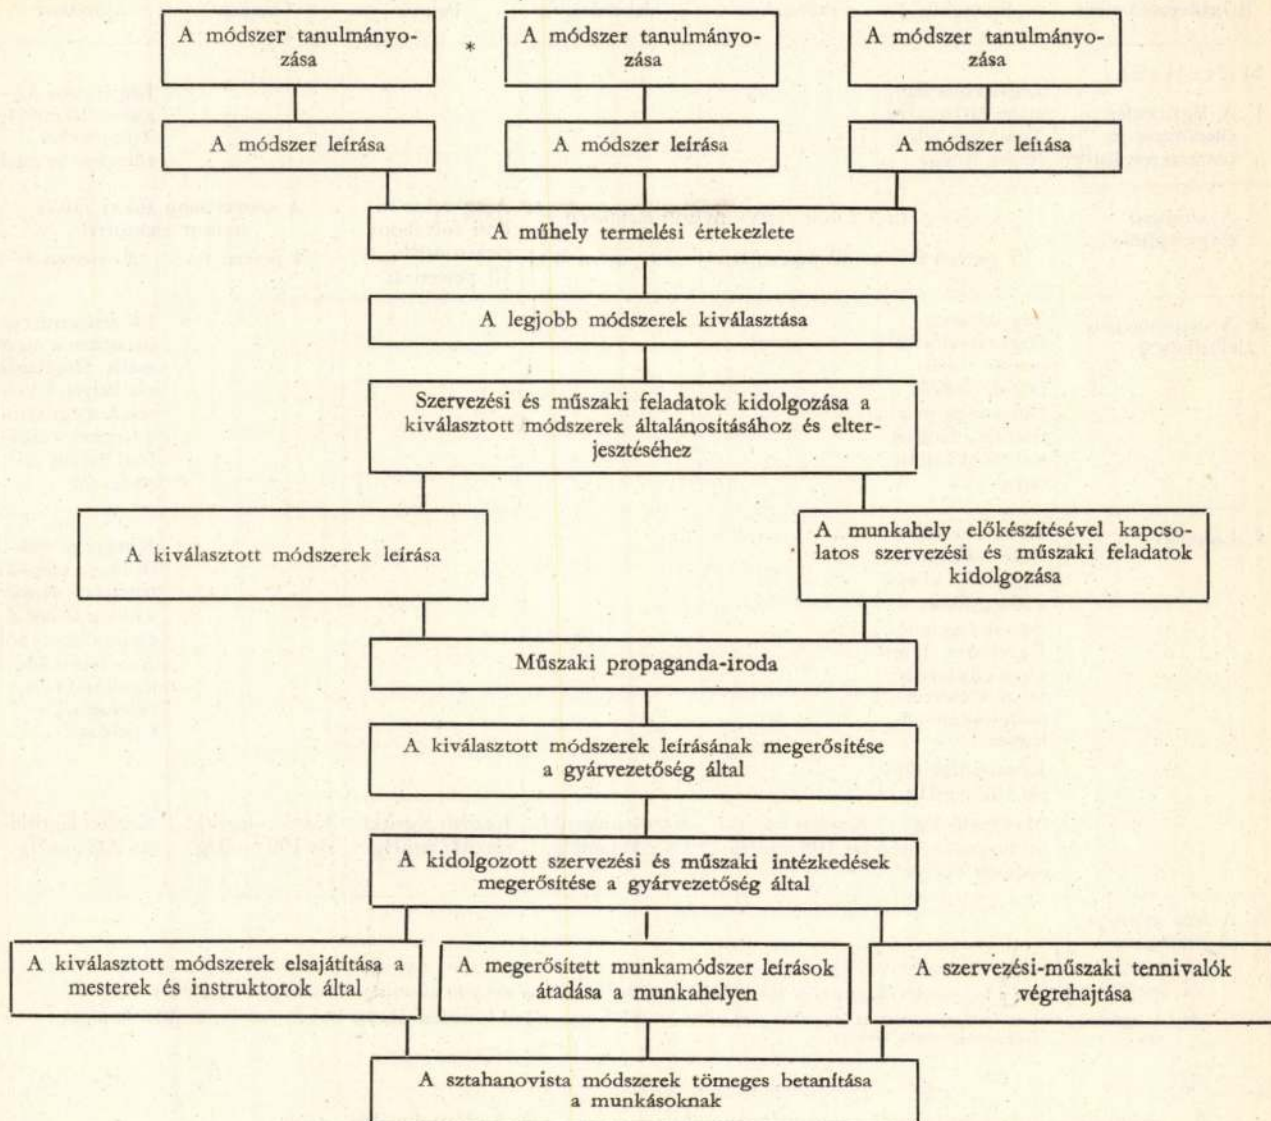 A módszer tanulmányo-
zása
*
A módszer tanulmányo-
zása
A módszer tanulmányo-
zása
A módszer leírása
A módszer leírása
A módszer leítása
A műhely termelési értekezlete
A legjobb módszerek kiválasztása
Szervezési és műszaki feladatok kidolgozása a
kiválasztott módszerek általánosításához és elter-
jesztéséhez
A kiválasztott módszerek leírása
A munkahely előkészítésével kapcso-
latos szervezési és műszaki feladatok
kidolgozása
Műszaki propaganda-iroda
A kiválasztott módszerek leírásának megerősítése
a gyárvezetőség által
A kidolgozott szervezési és műszaki intézkedések
megerősítése a gyárvezetőség által
A kiválasztott módszerek elsajátítása a
mesterek és instruktorok által
A megerősített munkamódszer leírások
átadása a munkahelyen
A szervezési-műszaki tennivalók
végrehajtása
A sztahanovista módszerek tömeges betanítása
a munkásoknak